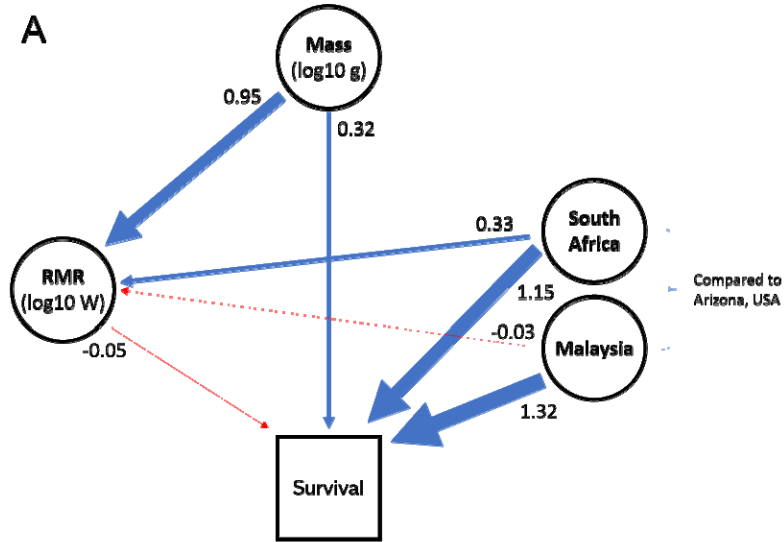 A
Mass
(log10 g)
0.95
0.32
South
Africa
0.33
RMR
(log10 W)
Compared to
Arizona, USA
1.15
-0.03
Malaysia
-0.05
1.32
Survival